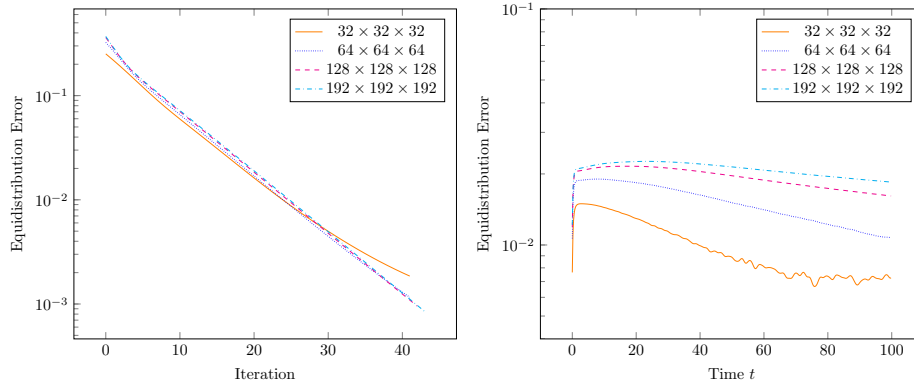 32 × 32 × 32
64 × 64 × 64
128 × 128 × 128
192 × 192 × 192
10⁻¹
10⁻²
10⁻³
Equidistribution Error
0 10 20 30 40
Iteration
32 × 32 × 32
64 × 64 × 64
128 × 128 × 128
192 × 192 × 192
10⁻¹
10⁻²
Equidistribution Error
0 20 40 60 80 100
Time t